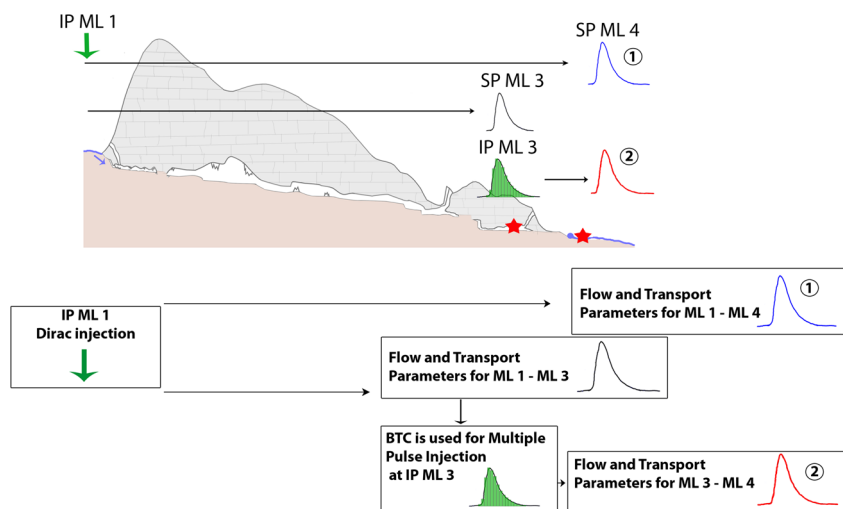 IP ML 1
SP ML 4
①
SP ML 3
IP ML 3
②
IP ML 1
Dirac injection
Flow and Transport
Parameters for ML 1 - ML 4
①
Flow and Transport
Parameters for ML 1 - ML 3
BTC is used for Multiple
Pulse Injection
at IP ML 3
Flow and Transport
Parameters for ML 3 - ML 4
②